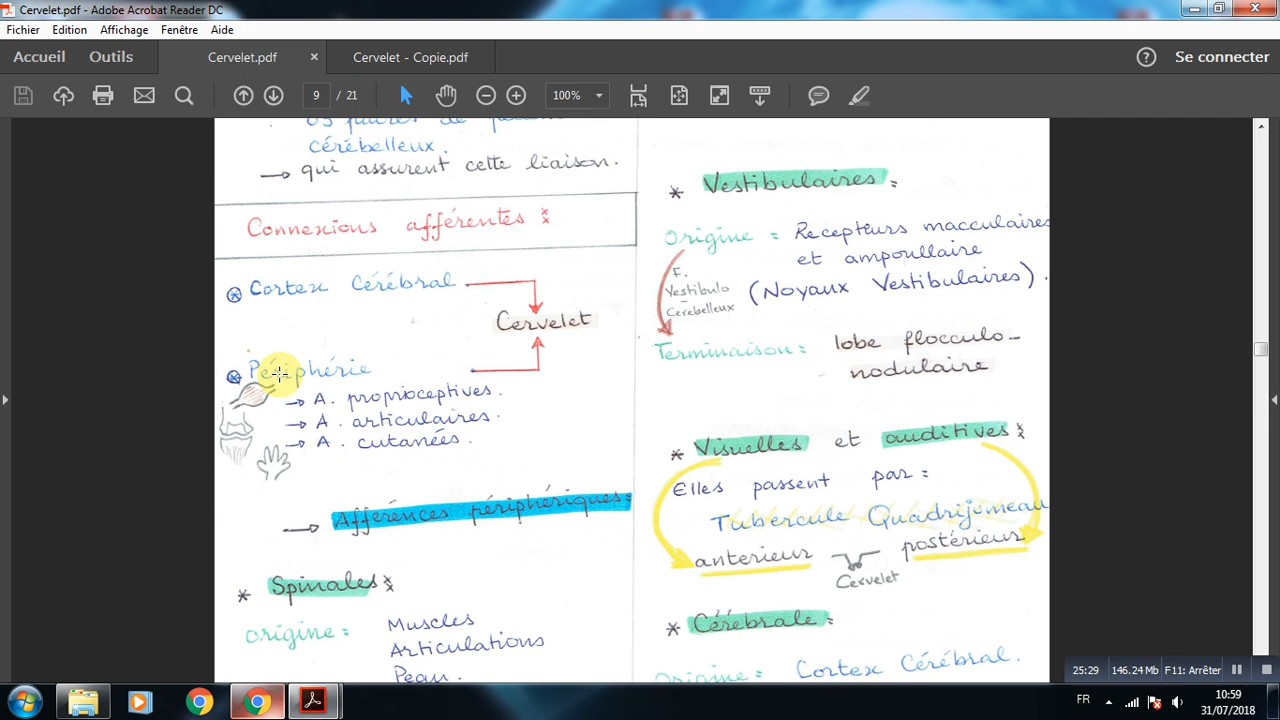 Cervelet.pdf - Adobe Acrobat Reader DC
Fichier Edition Affichage Fenêtre Aide
Accueil Outils Cervelet.pdf × Cervelet - Copie.pdf ? Se connecter
9 / 21 100%
03 paires de
cérébelleux.
→ qui assurent cette liaison.
Connexions afférentes :
Cortex Cérébral
Cervelet
Périphérie
→ A. proprioceptives.
→ A. articulaires.
→ A. cutanées.
→ Afférences périphériques :
* Spinales :
Origine = Muscles
Articulations
Peau.
* Vestibulaires :
Origine = Recepteurs macculaires
et ampoullaire
(Noyaux Vestibulaires).
F.
Vestibulo
Cerebelleux
Terminaison : lobe flocculo-
nodulaire
* Visuelles et auditives :
Elles passent par :
Tubercule Quadrijumeau
anterieur postérieur
Cervelet
* Cérébrale :
Origine : Cortex Cérébral.
25:29 146.24 Mb F11: Arrêter
FR 10:59
31/07/2018